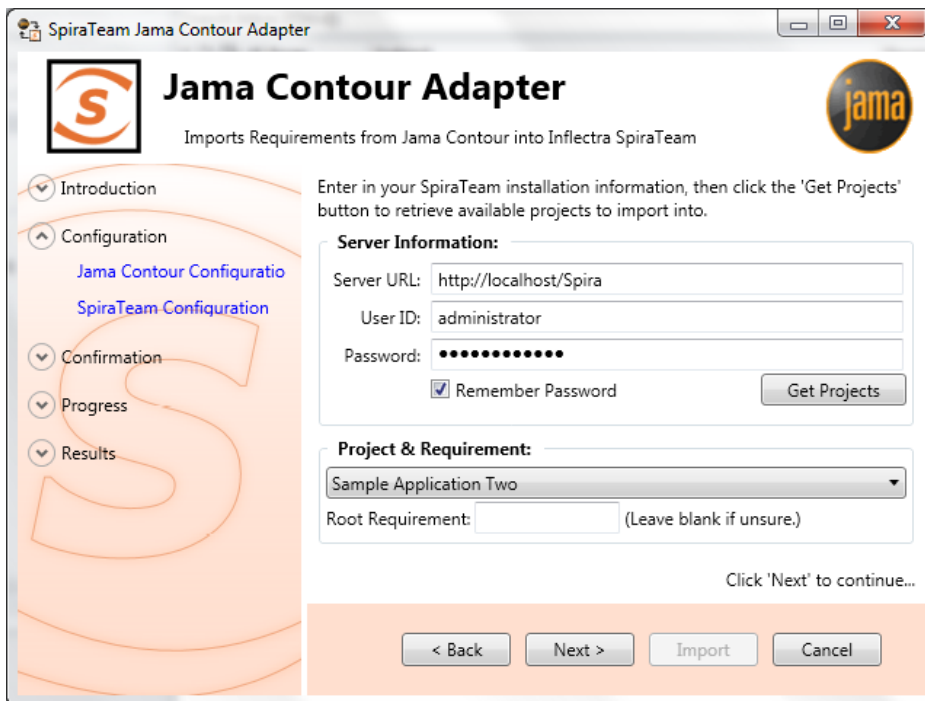 SpiraTeam Jama Contour Adapter
S
Jama Contour Adapter
jama
Imports Requirements from Jama Contour into Inflectra SpiraTeam
Introduction
Configuration
Jama Contour Configuratio
SpiraTeam Configuration
Confirmation
Progress
Results
Enter in your SpiraTeam installation information, then click the 'Get Projects'
button to retrieve available projects to import into.
Server Information:
Server URL: http://localhost/Spira
User ID: administrator
Password: ●●●●●●●●●●●●
Remember Password
Get Projects
Project & Requirement:
Sample Application Two
Root Requirement: (Leave blank if unsure.)
Click 'Next' to continue...
< Back Next > Import Cancel